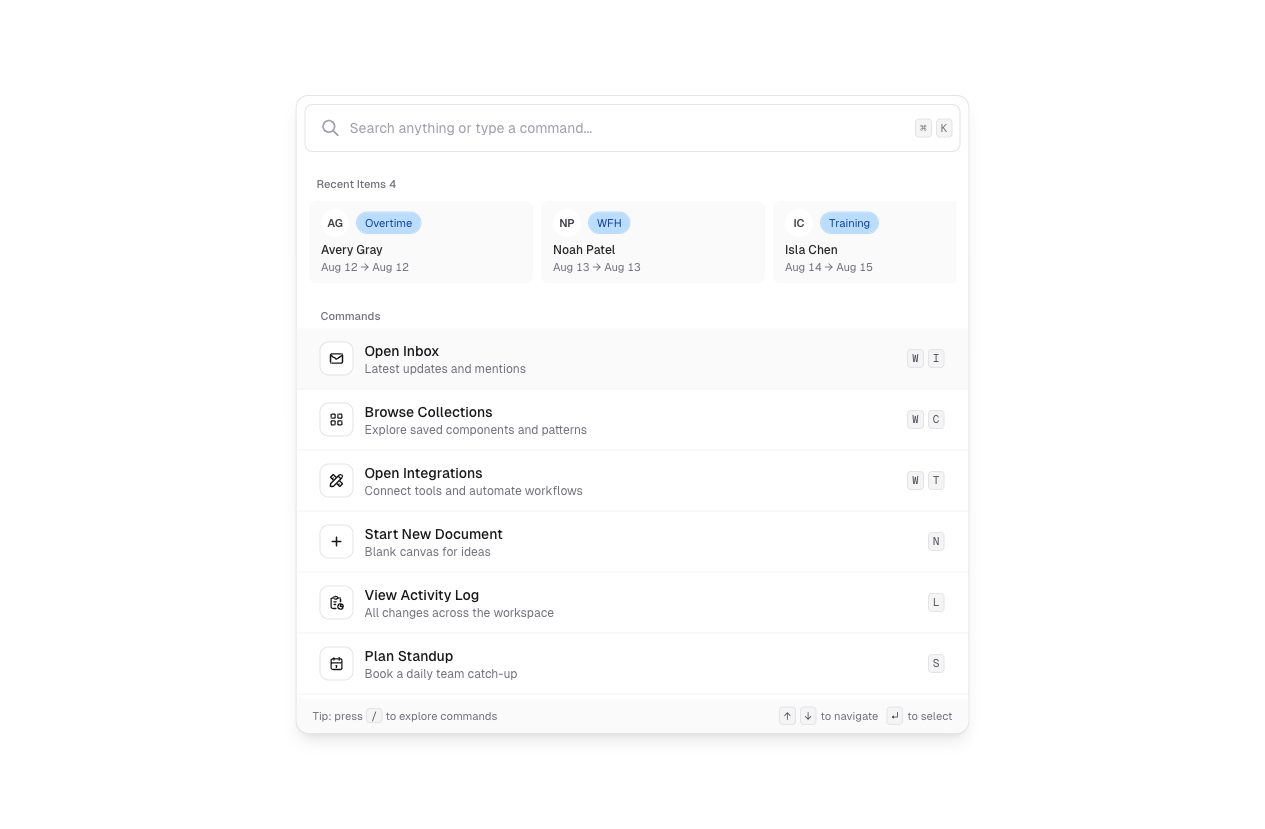 Search anything or type a command...
⌘ K
Recent Items 4
AG Overtime
Avery Gray
Aug 12 → Aug 12
NP WFH
Noah Patel
Aug 13 → Aug 13
IC Training
Isla Chen
Aug 14 → Aug 15
Commands
Open Inbox
Latest updates and mentions
W I
Browse Collections
Explore saved components and patterns
W C
Open Integrations
Connect tools and automate workflows
W T
Start New Document
Blank canvas for ideas
N
View Activity Log
All changes across the workspace
L
Plan Standup
Book a daily team catch-up
S
Tip: press / to explore commands
↑ ↓ to navigate ↵ to select